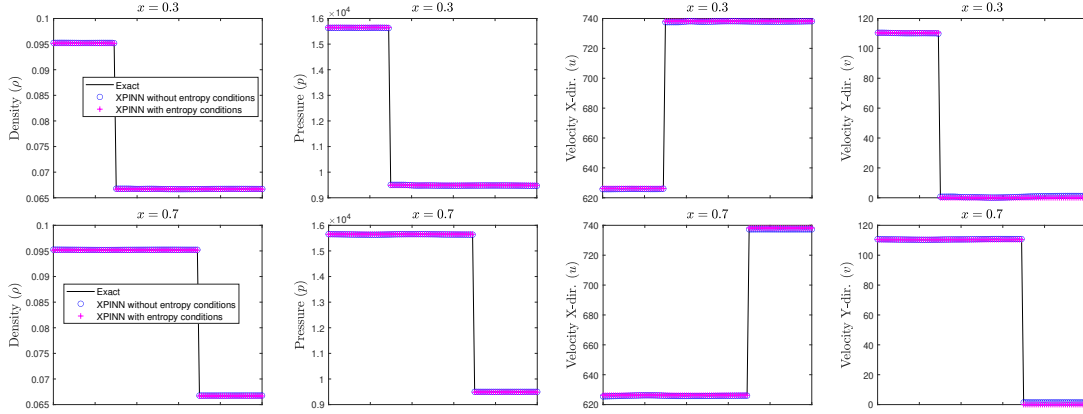 x = 0.3
Density (ρ)
0.1
0.095
0.09
0.085
0.08
0.075
0.07
0.065
Exact
XPINN without entropy conditions
XPINN with entropy conditions
×10⁴
Pressure (p)
1.6
1.5
1.4
1.3
1.2
1.1
1
0.9
x = 0.3
Velocity X-dir. (u)
740
720
700
680
660
640
620
x = 0.3
Velocity Y-dir. (v)
120
100
80
60
40
20
0
x = 0.7
Density (ρ)
0.1
0.095
0.09
0.085
0.08
0.075
0.07
0.065
Exact
XPINN without entropy conditions
XPINN with entropy conditions
x = 0.7
×10⁴
Pressure (p)
1.6
1.5
1.4
1.3
1.2
1.1
1
0.9
x = 0.7
Velocity X-dir. (u)
740
720
700
680
660
640
620
x = 0.7
Velocity Y-dir. (v)
120
100
80
60
40
20
0